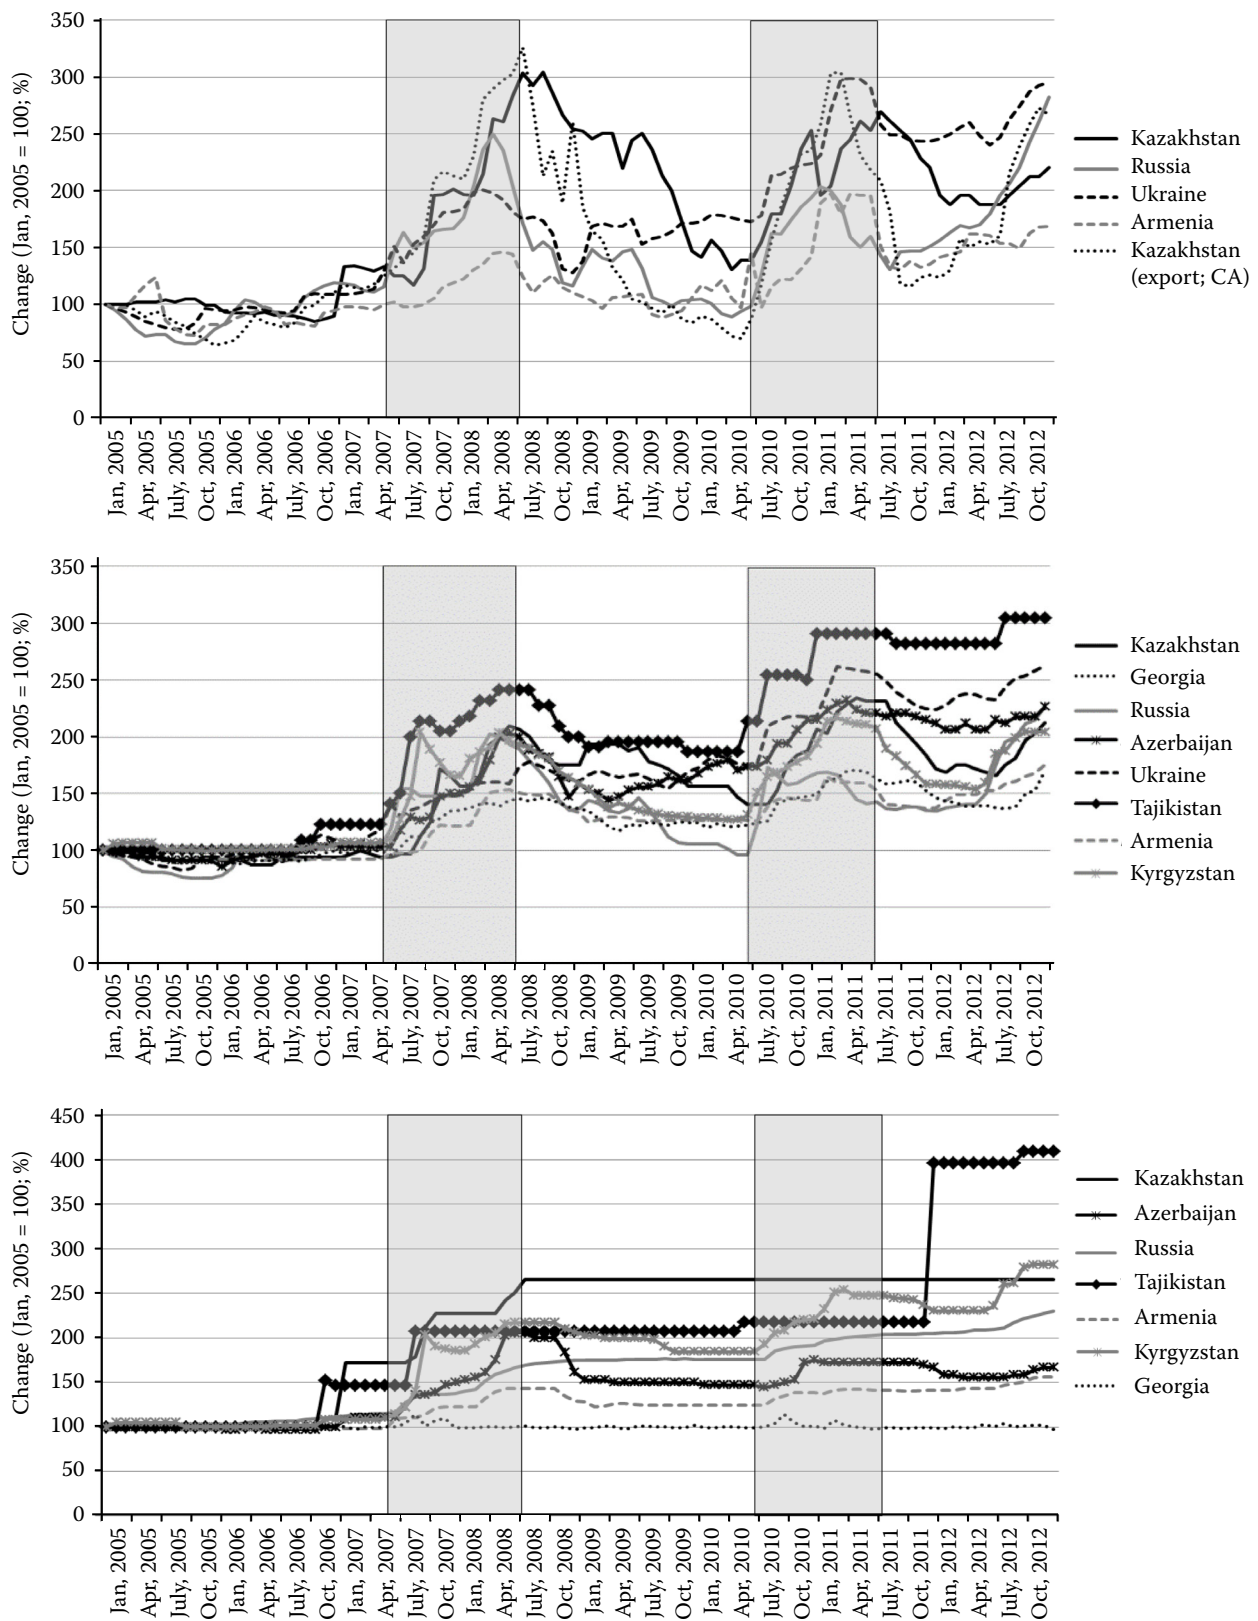 350
300
250
200
150
100
50
0
Change (Jan, 2005 = 100; %)
Jan, 2005
Apr, 2005
July, 2005
Oct, 2005
Jan, 2006
Apr, 2006
July, 2006
Oct, 2006
Jan, 2007
Apr, 2007
July, 2007
Oct, 2007
Jan, 2008
Apr, 2008
July, 2008
Oct, 2008
Jan, 2009
Apr, 2009
July, 2009
Oct, 2009
Jan, 2010
Apr, 2010
July, 2010
Oct, 2010
Jan, 2011
Apr, 2011
July, 2011
Oct, 2011
Jan, 2012
Apr, 2012
July, 2012
Oct, 2012
Kazakhstan
Russia
Ukraine
Armenia
Kazakhstan
(export; CA)
350
300
250
200
150
100
50
0
Change (Jan, 2005 = 100; %)
Jan, 2005
Apr, 2005
July, 2005
Oct, 2005
Jan, 2006
Apr, 2006
July, 2006
Oct, 2006
Jan, 2007
Apr, 2007
July, 2007
Oct, 2007
Jan, 2008
Apr, 2008
July, 2008
Oct, 2008
Jan, 2009
Apr, 2009
July, 2009
Oct, 2009
Jan, 2010
Apr, 2010
July, 2010
Oct, 2010
Jan, 2011
Apr, 2011
July, 2011
Oct, 2011
Jan, 2012
Apr, 2012
July, 2012
Oct, 2012
Kazakhstan
Georgia
Russia
Azerbaijan
Ukraine
Tajikistan
Armenia
Kyrgyzstan
450
400
350
300
250
200
150
100
50
0
Change (Jan, 2005 = 100; %)
Jan, 2005
Apr, 2005
July, 2005
Oct, 2005
Jan, 2006
Apr, 2006
July, 2006
Oct, 2006
Jan, 2007
Apr, 2007
July, 2007
Oct, 2007
Jan, 2008
Apr, 2008
July, 2008
Oct, 2008
Jan, 2009
Apr, 2009
July, 2009
Oct, 2009
Jan, 2010
Apr, 2010
July, 2010
Oct, 2010
Jan, 2011
Apr, 2011
July, 2011
Oct, 2011
Jan, 2012
Apr, 2012
July, 2012
Oct, 2012
Kazakhstan
Azerbaijan
Russia
Tajikistan
Armenia
Kyrgyzstan
Georgia